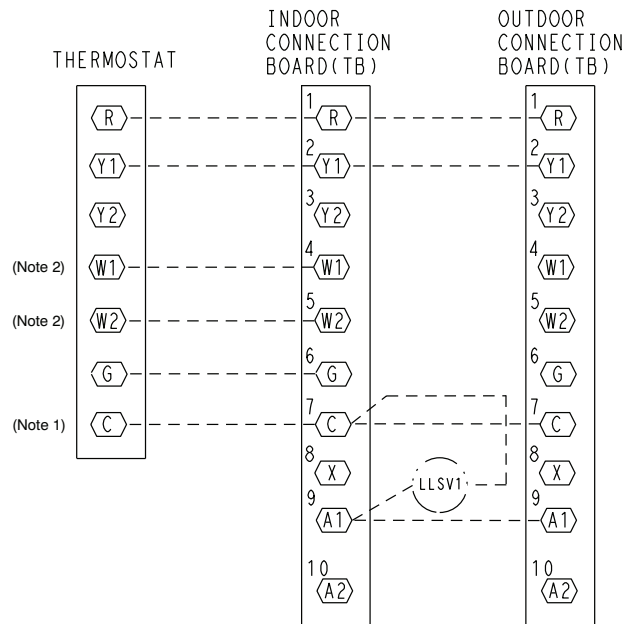 INDOOR
CONNECTION
BOARD(TB)
OUTDOOR
CONNECTION
BOARD(TB)
THERMOSTAT
1
R R 1 R
2
Y1 Y1 2 Y1
3
Y2 Y2 3 Y2
4
(Note 2) W1 W1 4 W1
5
(Note 2) W2 W2 5 W2
6
G G 6 G
7
(Note 1) C C 7 C
8
X 8 X
LLSV1
9
A1 9 A1
10
A2 10 A2